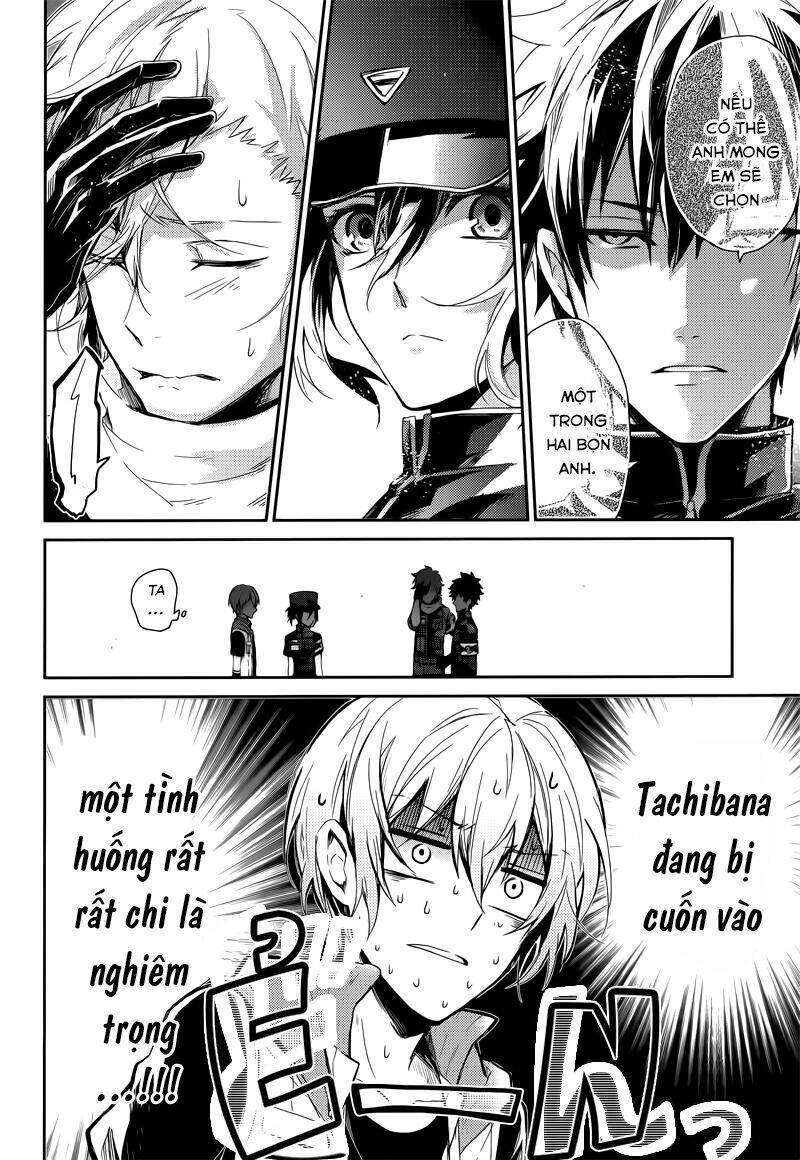 NẾU
CÓ THỂ
ANH MONG
EM SẼ
CHỌN
MỘT
TRONG
HAI BỌN
ANH.
TA
...
Tachibana
đang bị
cuốn vào
một tình
huống rất
rất chi là
nghiêm
trọng
......!!!